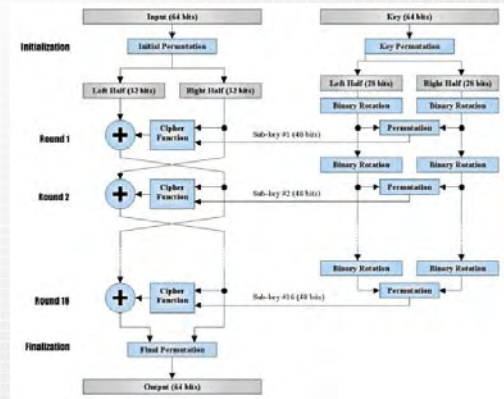 Input (64 bits)
Key (64 bits)
Initialization
Initial Permutation
Key Permutation
Left Half (32 bits)
Right Half (32 bits)
Left Half (28 bits)
Right Half (28 bits)
Binary Rotation
Binary Rotation
Round 1
+
Cipher Function
Sub-key #1 (48 bits)
Permutation
Binary Rotation
Binary Rotation
Round 2
+
Cipher Function
Sub-key #2 (48 bits)
Permutation
Binary Rotation
Binary Rotation
Round 16
+
Cipher Function
Sub-key #16 (48 bits)
Permutation
Finalization
Final Permutation
Output (64 bits)